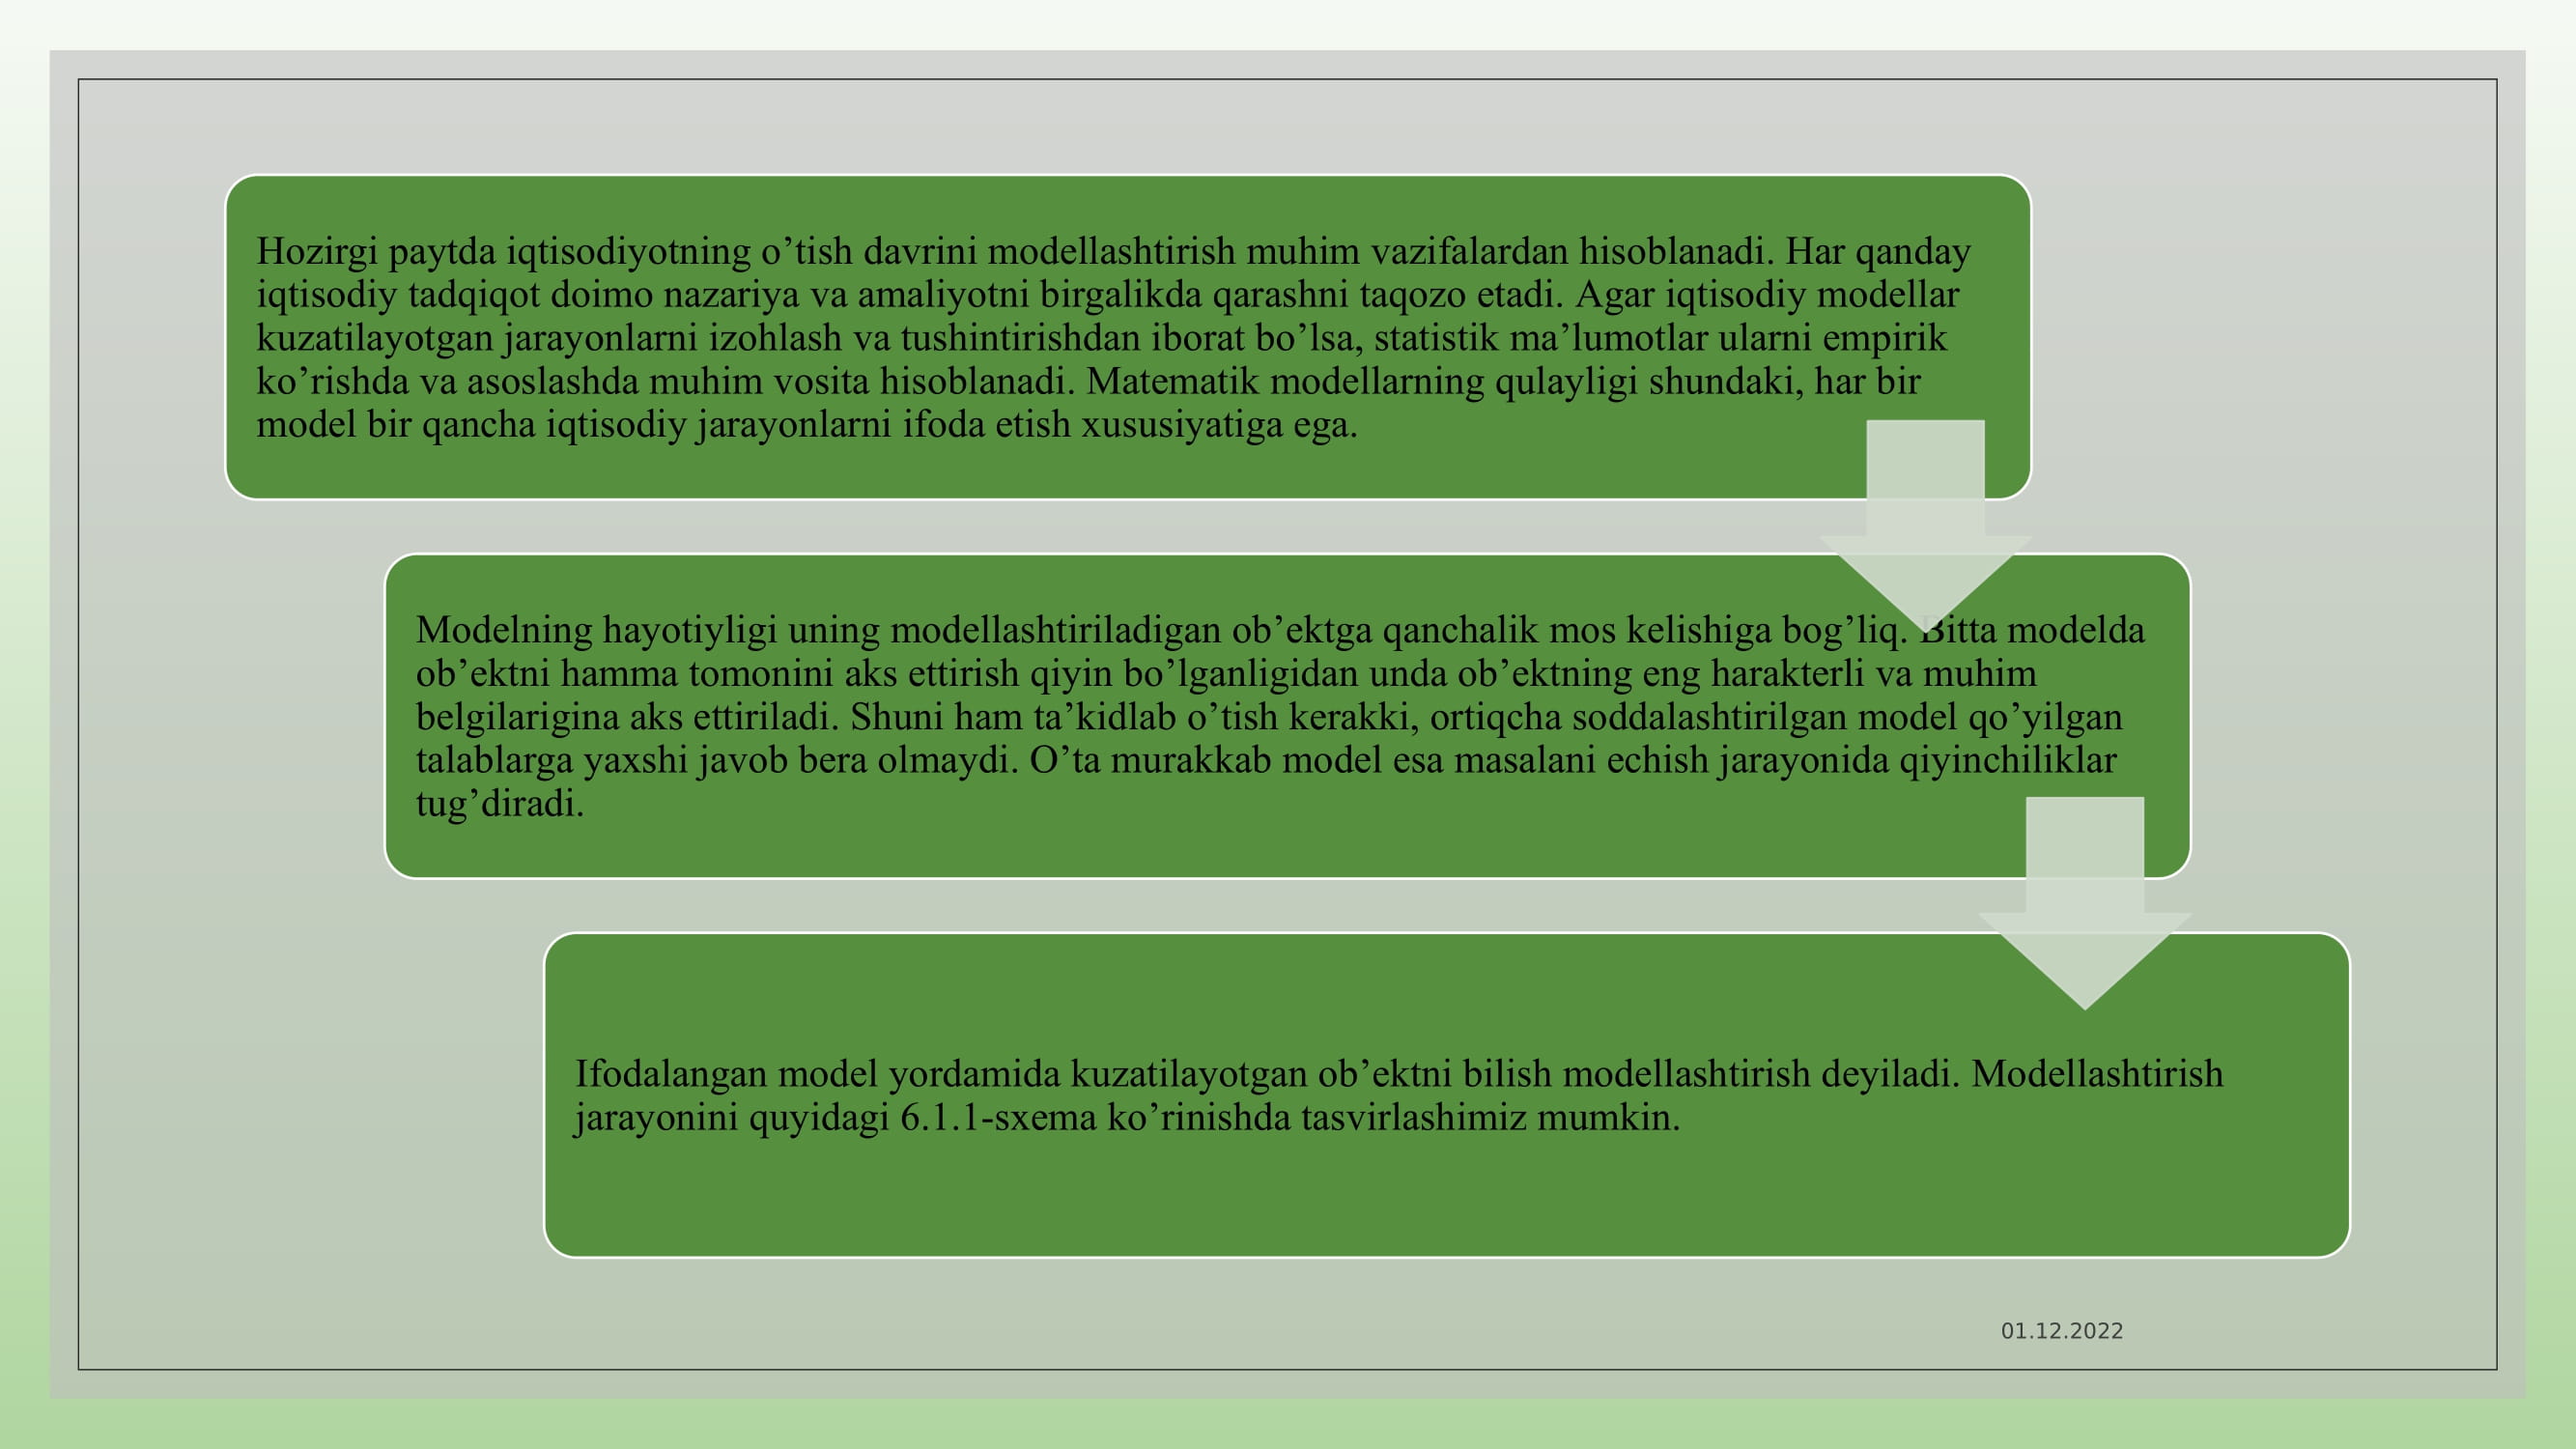 Hozirgi paytda iqtisodiyotning o’tish davrini modellashtirish muhim vazifalardan hisoblanadi. Har qanday
iqtisodiy tadqiqot doimo nazariya va amaliyotni birgalikda qarashni taqozo etadi. Agar iqtisodiy modellar
kuzatilayotgan jarayonlarni izohlash va tushintirishdan iborat bo’lsa, statistik ma’lumotlar ularni empirik
ko’rishda va asoslashda muhim vosita hisoblanadi. Matematik modellarning qulayligi shundaki, har bir
model bir qancha iqtisodiy jarayonlarni ifoda etish xususiyatiga ega.
Modelning hayotiyligi uning modellashtiriladigan ob’ektga qanchalik mos kelishiga bog’liq. Bitta modelda
ob’ektni hamma tomonini aks ettirish qiyin bo’lganligidan unda ob’ektning eng harakterli va muhim
belgilarigina aks ettiriladi. Shuni ham ta’kidlab o’tish kerakki, ortiqcha soddalashtirilgan model qo’yilgan
talablarga yaxshi javob bera olmaydi. O’ta murakkab model esa masalani echish jarayonida qiyinchiliklar
tug’diradi.
Ifodalangan model yordamida kuzatilayotgan ob’ektni bilish modellashtirish deyiladi. Modellashtirish
jarayonini quyidagi 6.1.1-sxema ko’rinishda tasvirlashimiz mumkin.
01.12.2022